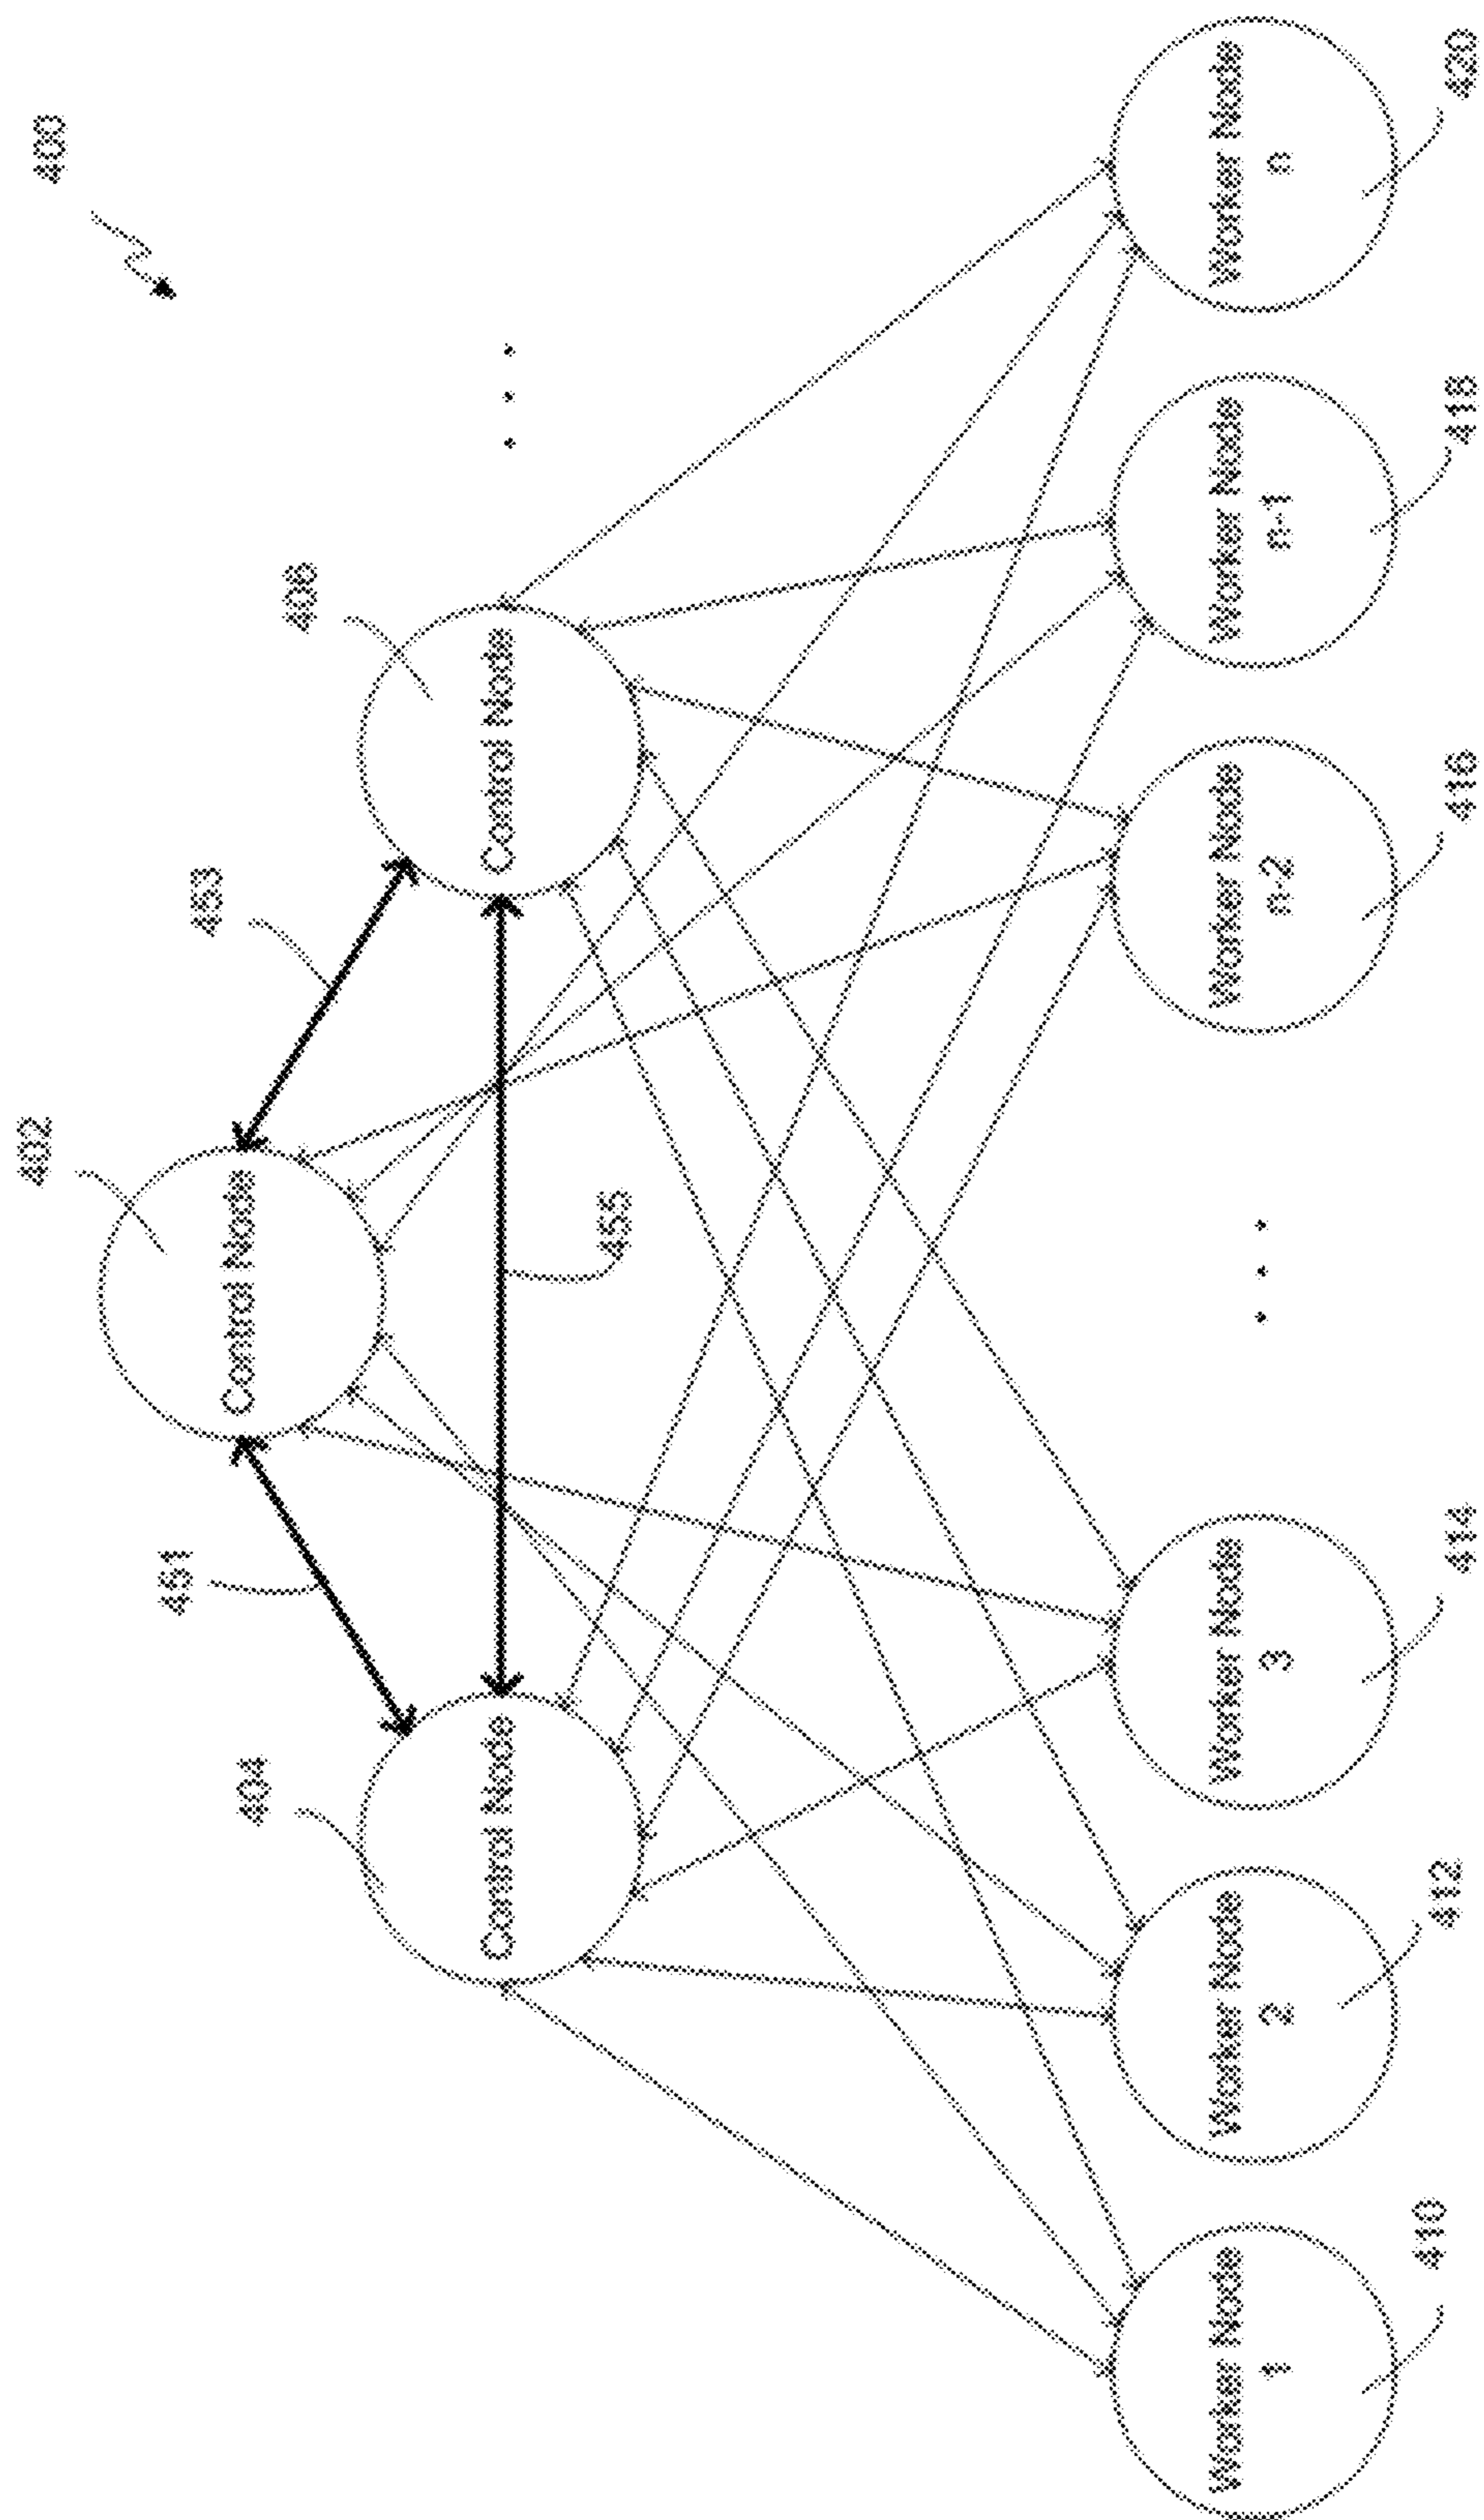 400
402
451
453
404
406
Control Node
Control Node
Control Node
455
...
Worker Node
1
Worker Node
2
Worker Node
3
...
Worker Node
n-2
Worker Node
n-1
Worker Node
n
410
412
414
416
418
420